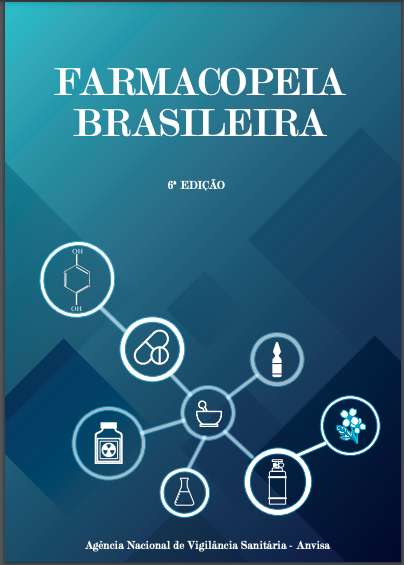 FARMACOPEIA
BRASILEIRA
6ª EDIÇÃO
OH
OH
Agência Nacional de Vigilância Sanitária - Anvisa